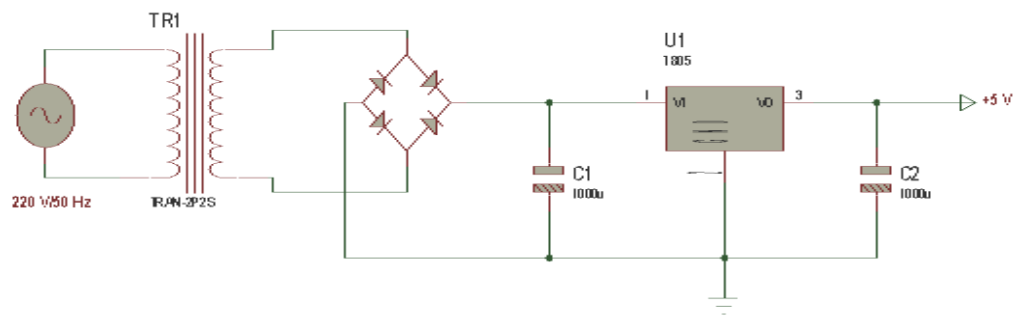 TR1
220 V/50 Hz
TRAN-2P2S
U1
1805
1
VI
VO
3
+5 V
C1
1000u
C2
1000u